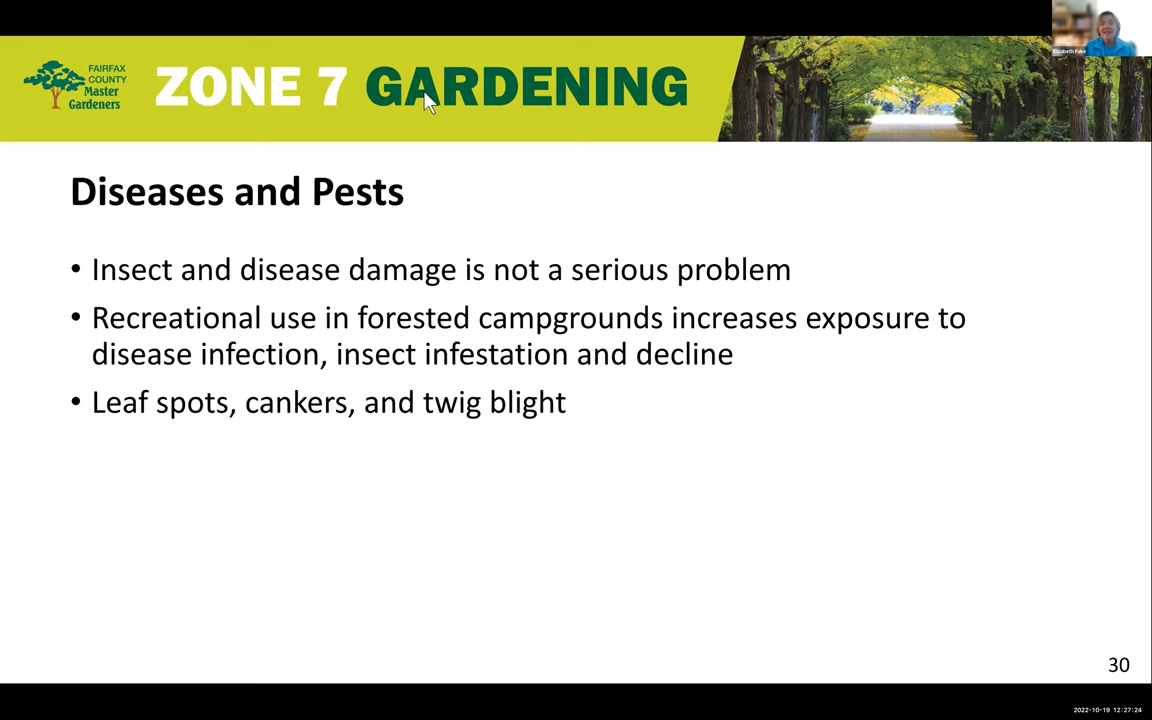 Elizabeth Fake
FAIRFAX
COUNTY
Master
Gardeners
ZONE 7 GARDENING
Diseases and Pests
• Insect and disease damage is not a serious problem
• Recreational use in forested campgrounds increases exposure to
disease infection, insect infestation and decline
• Leaf spots, cankers, and twig blight
30
2022-10-19 12:27:24